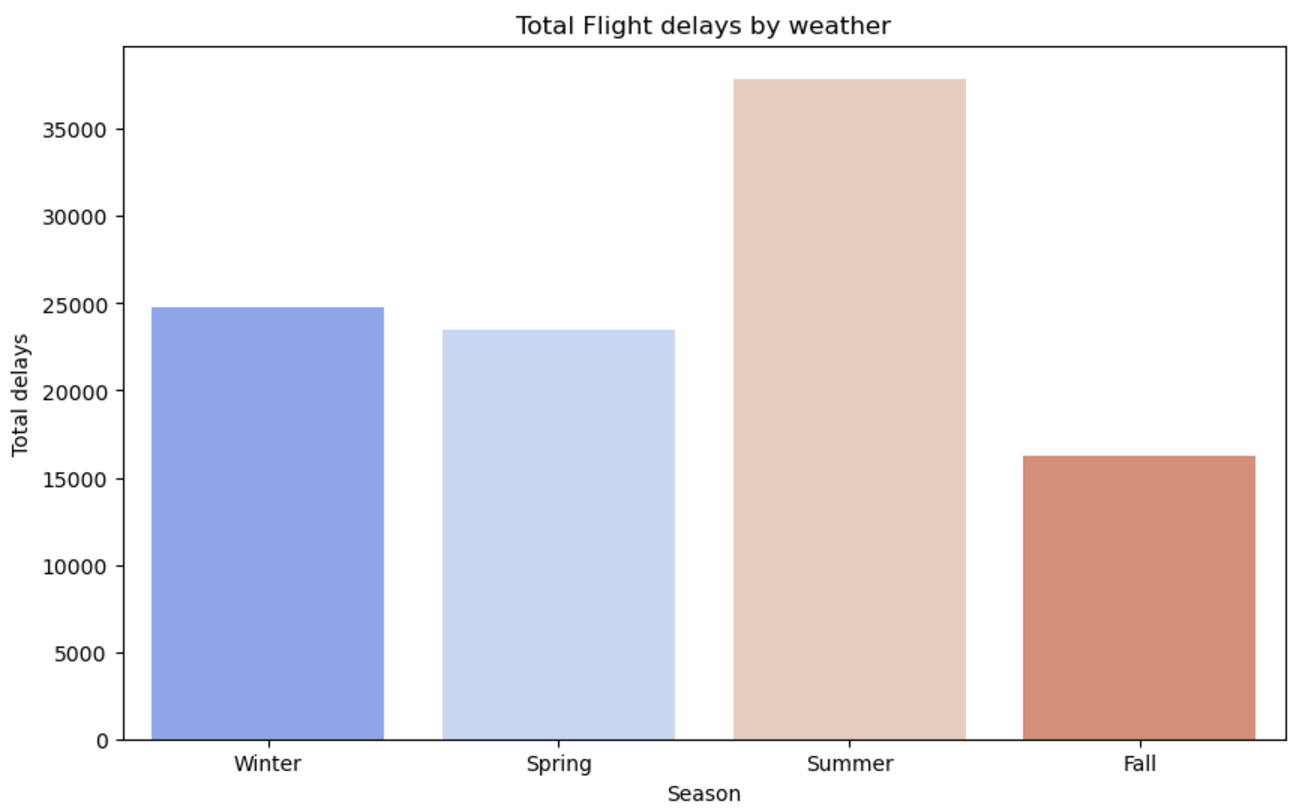 Total Flight delays by weather
Total delays
35000
30000
25000
20000
15000
10000
5000
0
Winter Spring Summer Fall
Season